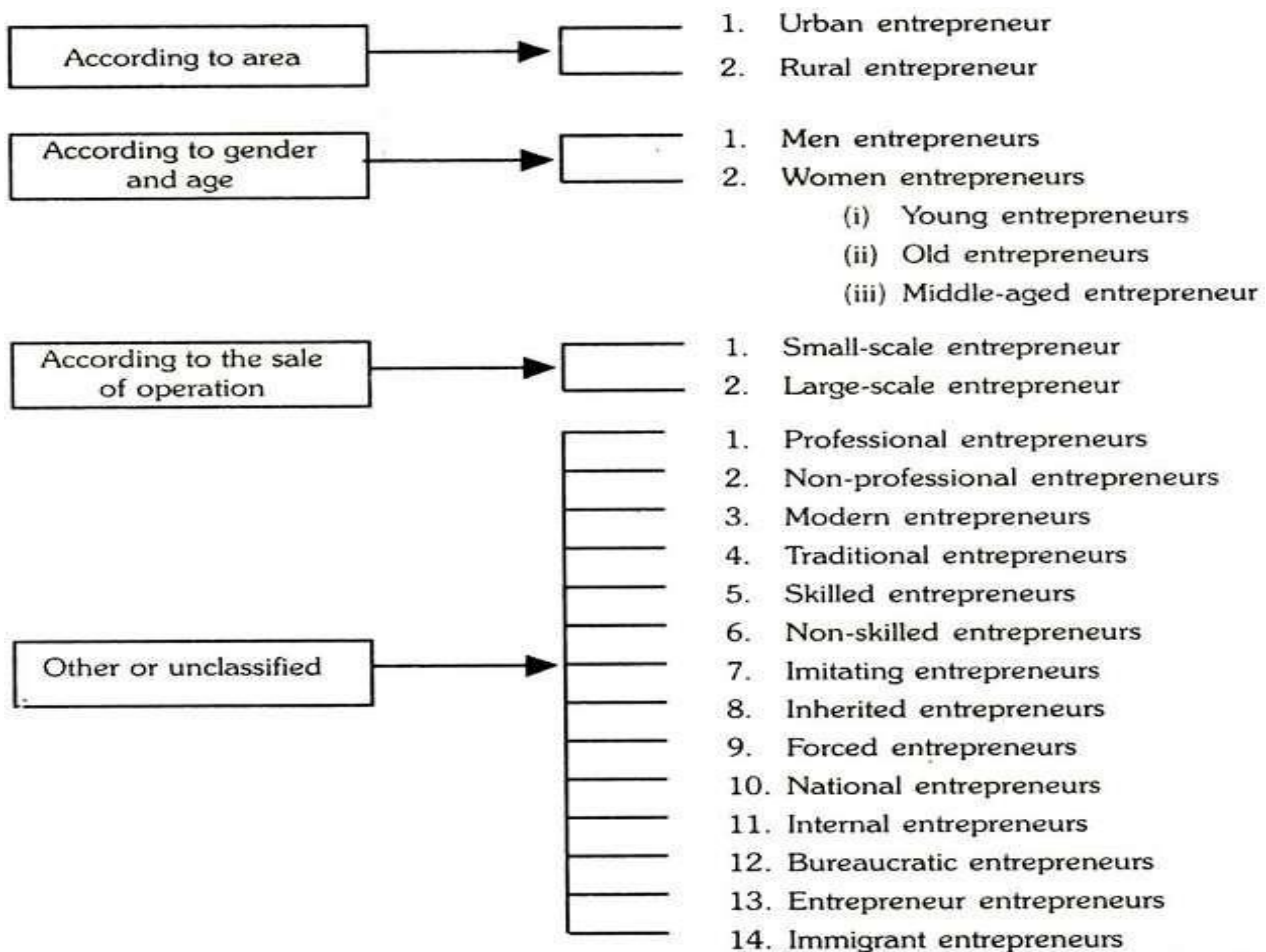 According to area
1. Urban entrepreneur
2. Rural entrepreneur
According to gender
and age
1. Men entrepreneurs
2. Women entrepreneurs
(i) Young entrepreneurs
(ii) Old entrepreneurs
(iii) Middle-aged entrepreneur
According to the sale
of operation
1. Small-scale entrepreneur
2. Large-scale entrepreneur
Other or unclassified
1. Professional entrepreneurs
2. Non-professional entrepreneurs
3. Modern entrepreneurs
4. Traditional entrepreneurs
5. Skilled entrepreneurs
6. Non-skilled entrepreneurs
7. Imitating entrepreneurs
8. Inherited entrepreneurs
9. Forced entrepreneurs
10. National entrepreneurs
11. Internal entrepreneurs
12. Bureaucratic entrepreneurs
13. Entrepreneur entrepreneurs
14. Immigrant entrepreneurs